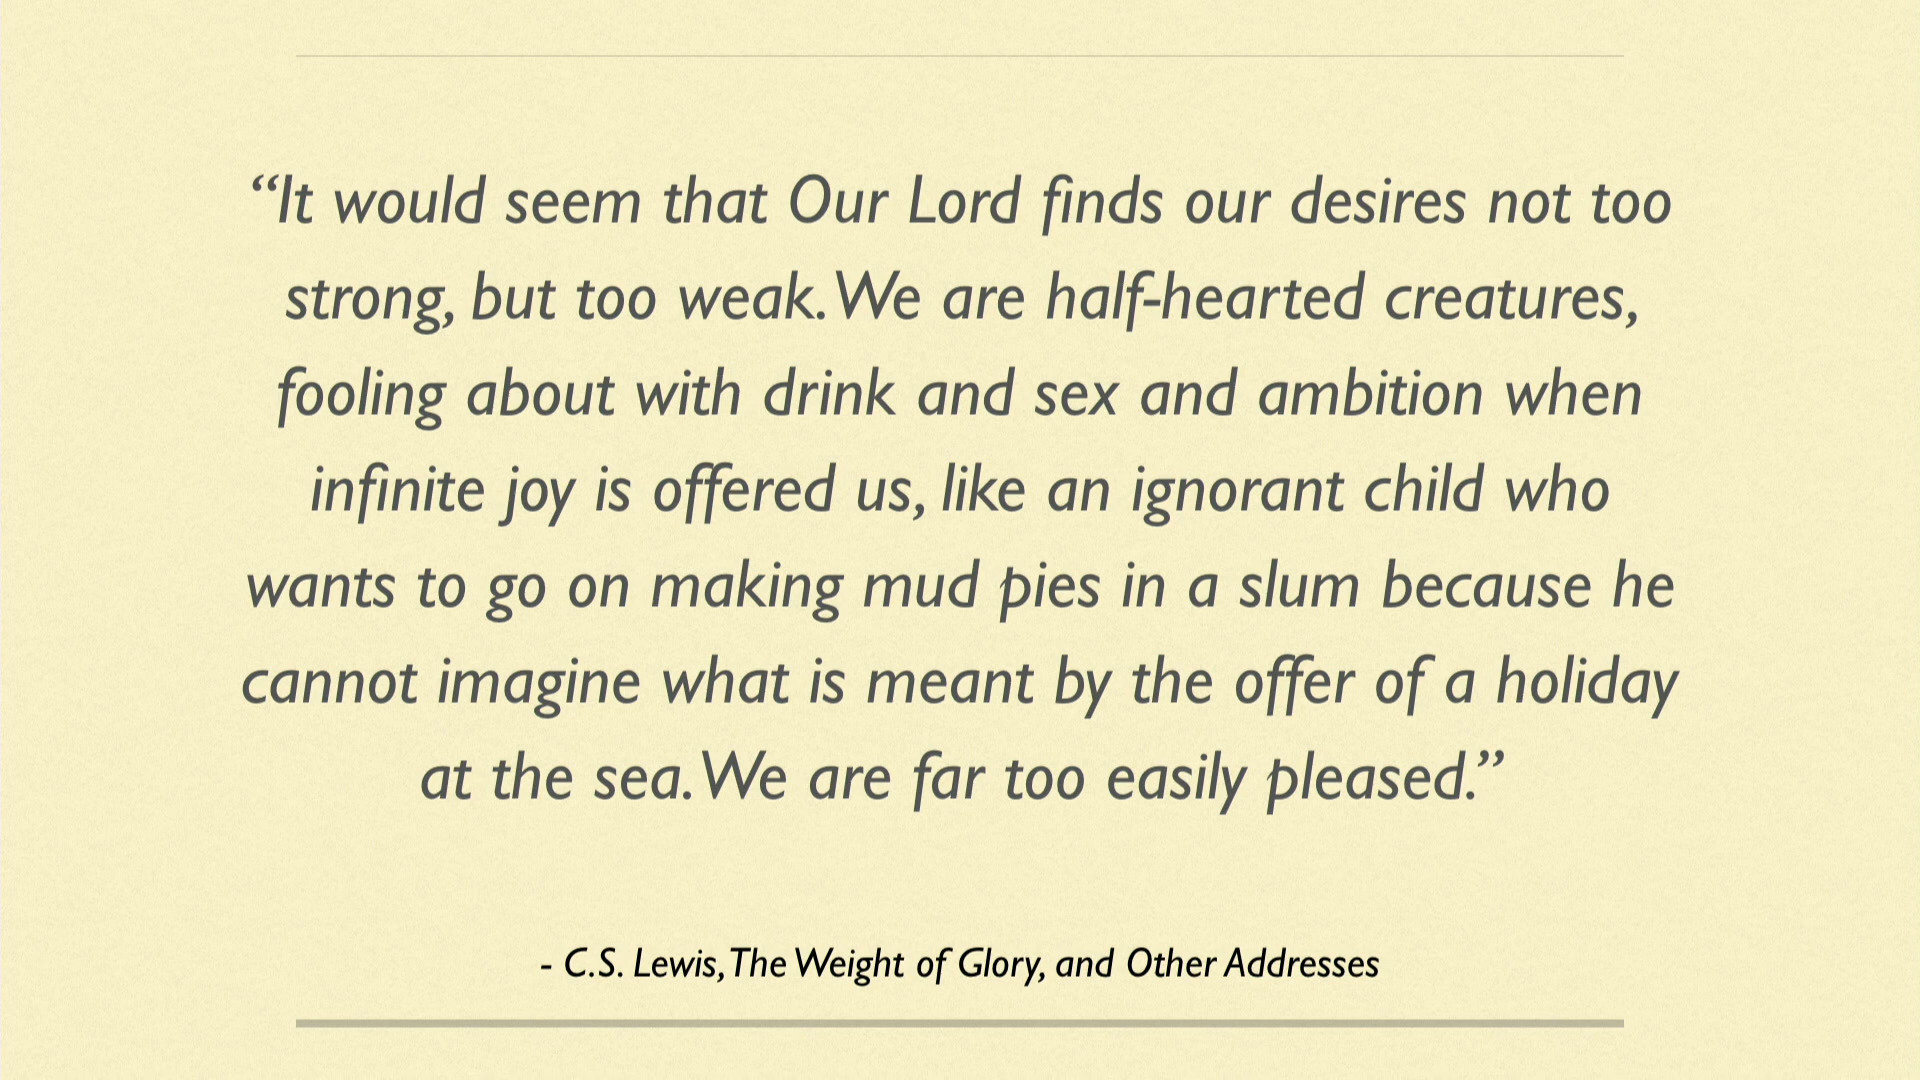 “It would seem that Our Lord finds our desires not too
strong, but too weak. We are half-hearted creatures,
fooling about with drink and sex and ambition when
infinite joy is offered us, like an ignorant child who
wants to go on making mud pies in a slum because he
cannot imagine what is meant by the offer of a holiday
at the sea. We are far too easily pleased.”
- C.S. Lewis, The Weight of Glory, and Other Addresses